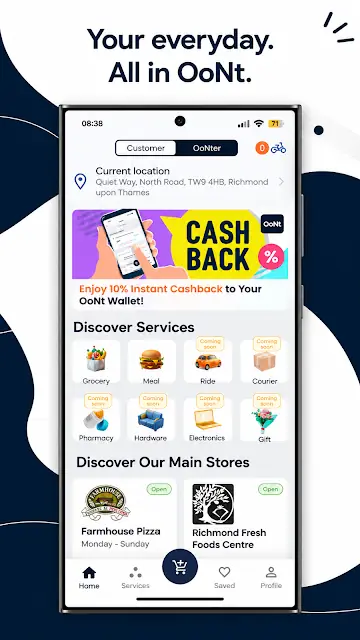 Your everyday.
All in OoNt.
08:38
71
Customer
OoNter
0
Current location
Quiet Way, North Road, TW9 4HB, Richmond
upon Thames
CASH
BACK
OoNt
%
Enjoy 10% Instant Cashback to Your
OoNt Wallet!
Discover Services
Coming soon
Coming soon
Grocery
Meal
Ride
Courier
Coming soon
Coming soon
Coming soon
Coming soon
Pharmacy
Hardware
Electronics
Gift
Discover Our Main Stores
FARMHOUSE
Open
Open
Farmhouse Pizza
Monday - Sunday
Richmond Fresh
Foods Centre
Home
Services
Saved
Profile